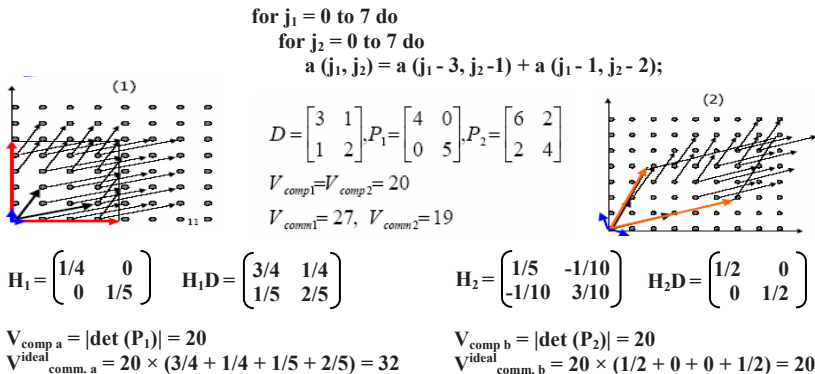 for j₁ = 0 to 7 do
for j₂ = 0 to 7 do
a (j₁, j₂) = a (j₁ - 3, j₂ -1) + a (j₁ - 1, j₂ - 2);
(1)
11
D = [3 1; 1 2], P₁ = [4 0; 0 5], P₂ = [6 2; 2 4]
V_comp1 = V_comp2 = 20
V_comm1 = 27, V_comm2 = 19
(2)
H₁ = (1/4 0; 0 1/5) H₁D = (3/4 1/4; 1/5 2/5)
H₂ = (1/5 -1/10; -1/10 3/10) H₂D = (1/2 0; 0 1/2)
V_comp a = |det (P₁)| = 20
V^ideal_comm. a = 20 × (3/4 + 1/4 + 1/5 + 2/5) = 32
V_comp b = |det (P₂)| = 20
V^ideal_comm. b = 20 × (1/2 + 0 + 0 + 1/2) = 20